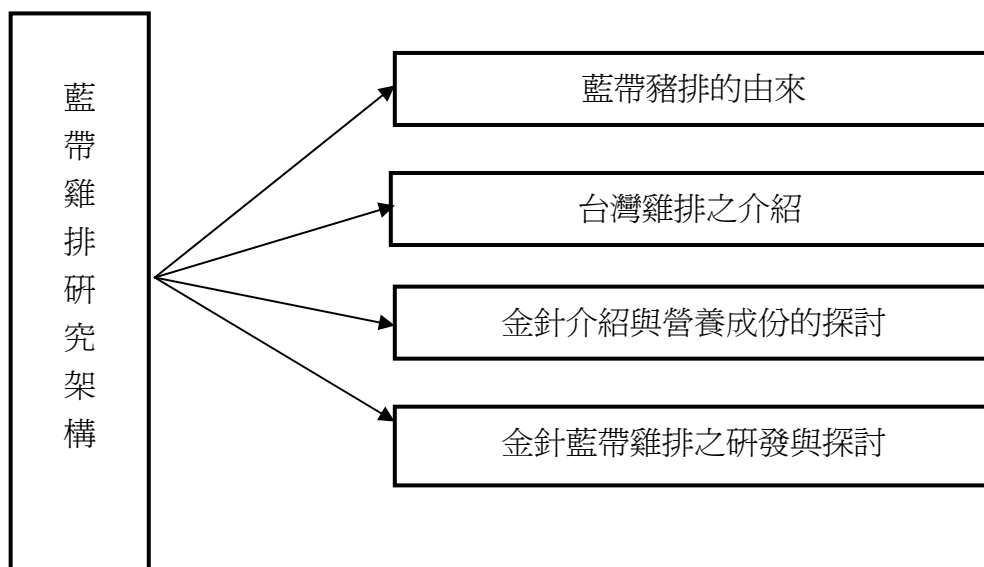 藍帶雞排研究架構
藍帶豬排的由來
台灣雞排之介紹
金針介紹與營養成份的探討
金針藍帶雞排之研發與探討